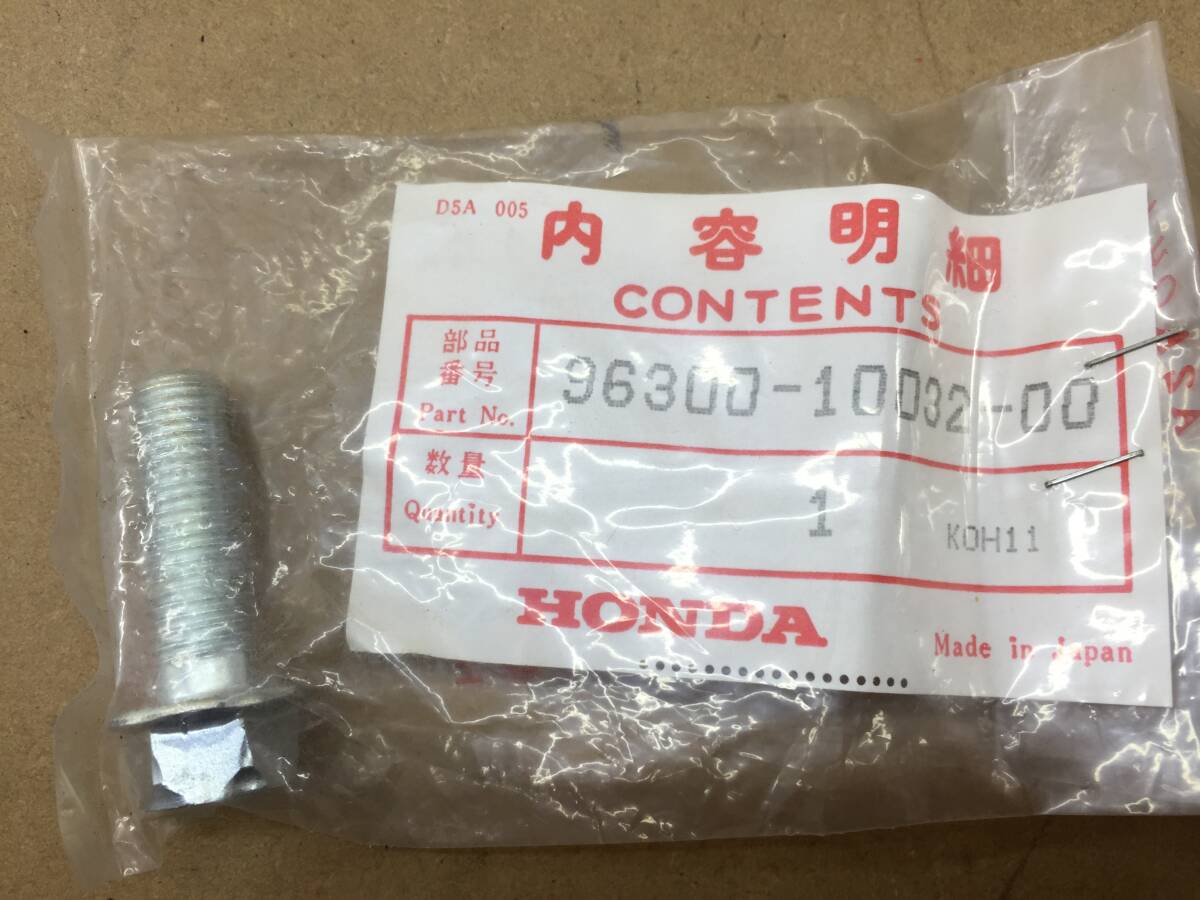 D5A 005
内容明細
CONTENTS
部品
番号
Part No.
96300-10032-00
数量
Quantity
1
KOH11
HONDA
Made in Japan